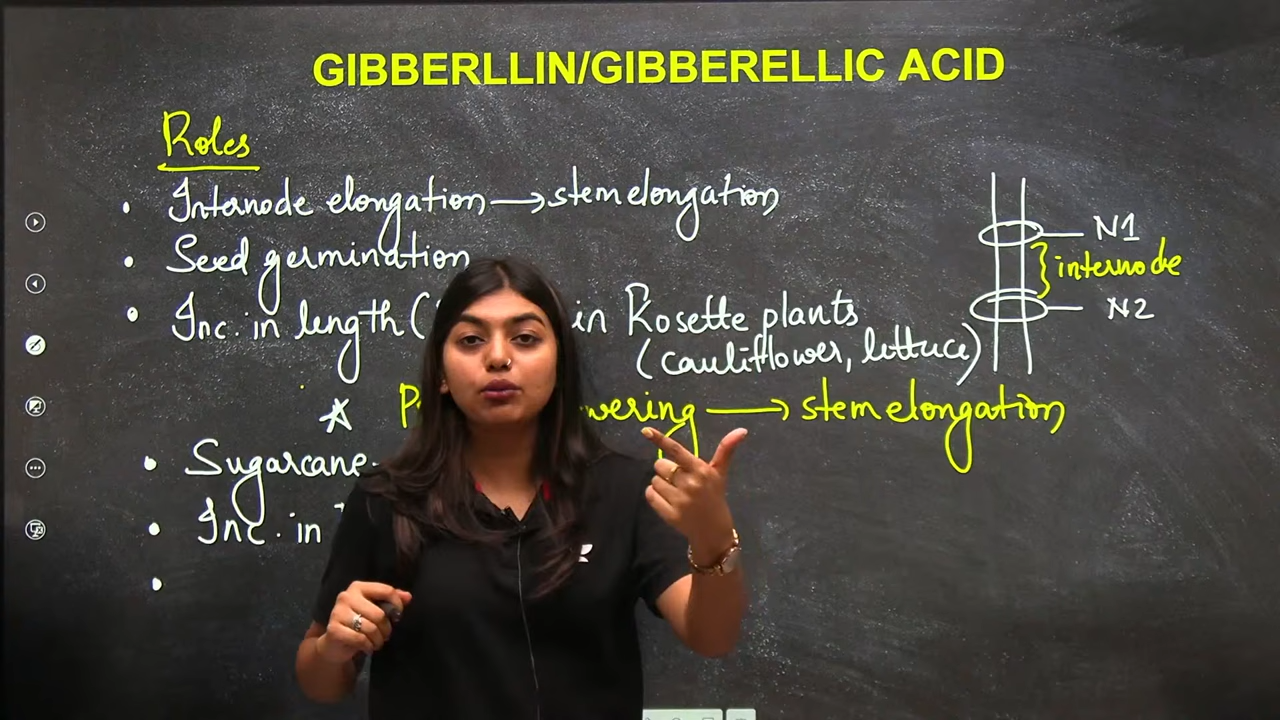 GIBBERLLIN/GIBBERELLIC ACID
Roles
• Internode elongation → stem elongation
• Seed germination
• Inc. in length ( in Rosette plants
(cauliflower, lettuce)
→ stem elongation
• Sugarcane
• Inc. in
N1
internode
N2